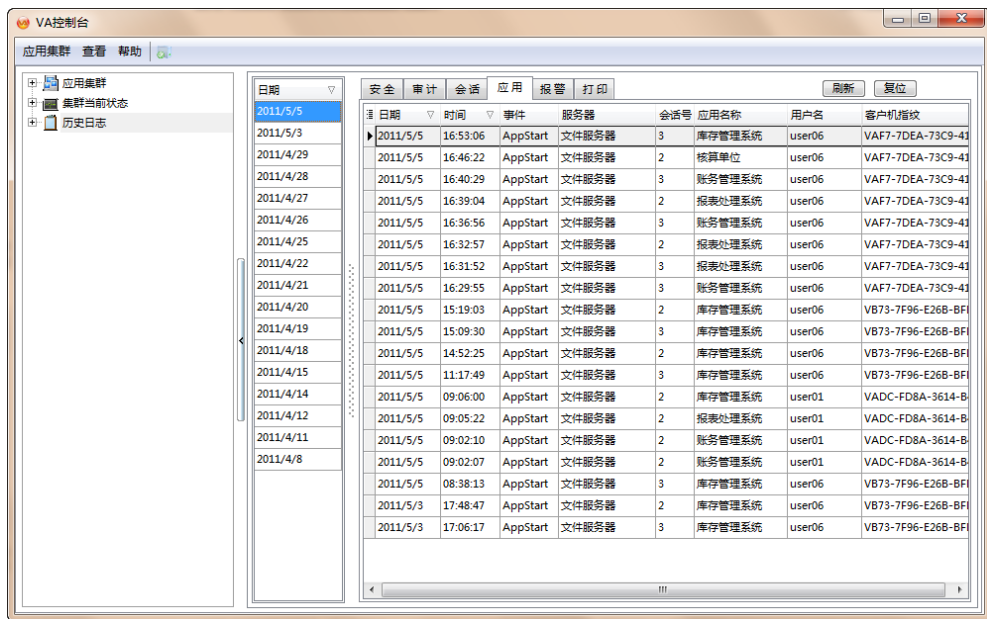 VA控制台
应用集群 查看 帮助
应用集群
集群当前状态
历史日志
日期
2011/5/5
2011/5/3
2011/4/29
2011/4/28
2011/4/27
2011/4/26
2011/4/25
2011/4/22
2011/4/21
2011/4/20
2011/4/19
2011/4/18
2011/4/15
2011/4/14
2011/4/12
2011/4/11
2011/4/8
安全 审计 会话 应用 报警 打印 刷新 复位
日期 时间 事件 服务器 会话号 应用名称 用户名 客户机指纹
2011/5/5 16:53:06 AppStart 文件服务器 3 库存管理系统 user06 VAF7-7DEA-73C9-41
2011/5/5 16:46:22 AppStart 文件服务器 2 核算单位 user06 VAF7-7DEA-73C9-41
2011/5/5 16:40:29 AppStart 文件服务器 3 账务管理系统 user06 VAF7-7DEA-73C9-41
2011/5/5 16:39:04 AppStart 文件服务器 2 报表处理系统 user06 VAF7-7DEA-73C9-41
2011/5/5 16:36:56 AppStart 文件服务器 3 账务管理系统 user06 VAF7-7DEA-73C9-41
2011/5/5 16:32:57 AppStart 文件服务器 2 报表处理系统 user06 VAF7-7DEA-73C9-41
2011/5/5 16:31:52 AppStart 文件服务器 3 报表处理系统 user06 VAF7-7DEA-73C9-41
2011/5/5 16:29:55 AppStart 文件服务器 3 账务管理系统 user06 VAF7-7DEA-73C9-41
2011/5/5 15:19:03 AppStart 文件服务器 2 库存管理系统 user06 VB73-7F96-E26B-BF
2011/5/5 15:09:30 AppStart 文件服务器 3 库存管理系统 user06 VB73-7F96-E26B-BF
2011/5/5 14:52:25 AppStart 文件服务器 2 库存管理系统 user06 VB73-7F96-E26B-BF
2011/5/5 11:17:49 AppStart 文件服务器 3 库存管理系统 user06 VB73-7F96-E26B-BF
2011/5/5 09:06:00 AppStart 文件服务器 2 库存管理系统 user01 VADC-FD8A-3614-B
2011/5/5 09:05:22 AppStart 文件服务器 2 报表处理系统 user01 VADC-FD8A-3614-B
2011/5/5 09:02:10 AppStart 文件服务器 2 账务管理系统 user01 VADC-FD8A-3614-B
2011/5/5 09:02:07 AppStart 文件服务器 2 账务管理系统 user01 VADC-FD8A-3614-B
2011/5/5 08:38:13 AppStart 文件服务器 3 库存管理系统 user06 VB73-7F96-E26B-BF
2011/5/3 17:48:47 AppStart 文件服务器 2 库存管理系统 user06 VB73-7F96-E26B-BF
2011/5/3 17:06:17 AppStart 文件服务器 3 库存管理系统 user06 VB73-7F96-E26B-BF